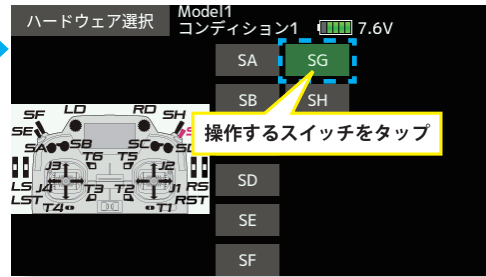 ハードウェア選択
Model1
コンディション1 7.6V
SA SG
SB SH
操作するスイッチをタップ
SD
SE
SF
SF LD RD SH
SE
SA SB SC
T6 T5
J3 J2
LS J4 T3 T2 J1 RS
LST T4 T1 RST